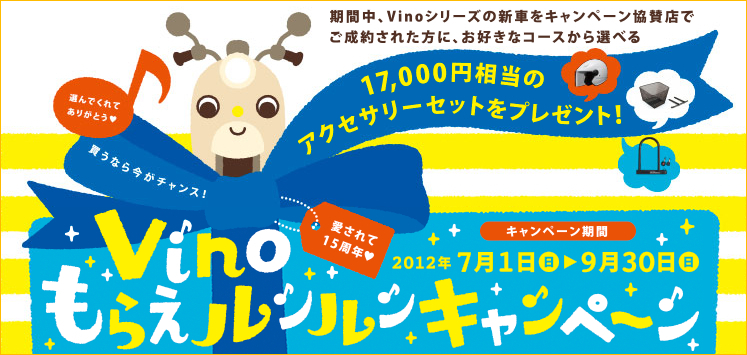 期間中、Vinoシリーズの新車をキャンペーン協賛店で
ご成約された方に、お好きなコースから選べる
17,000円相当の
アクセサリーセットをプレゼント!
選んでくれて
ありがとう♥
買うなら今がチャンス!
愛されて
15周年♥
キャンペーン期間
2012年 7月1日(日)▶9月30日(日)
Vino
もらえルンルンキャンペ〜ン